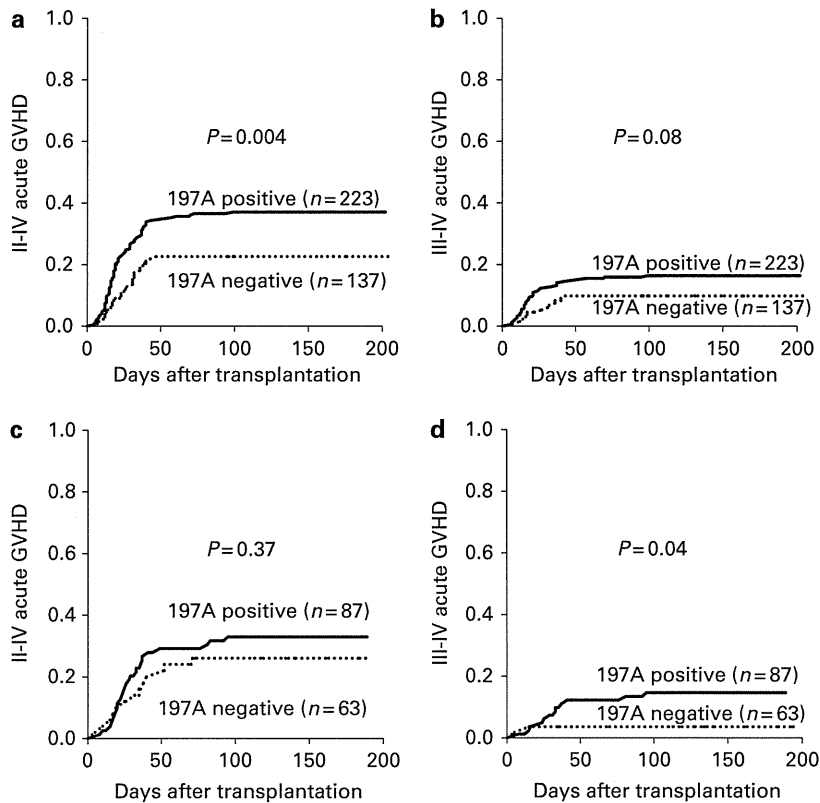 a
II-IV acute GVHD
1.0
0.8
0.6
0.4
0.2
0.0
P=0.004
197A positive (n=223)
197A negative (n=137)
0 50 100 150 200
Days after transplantation
b
III-IV acute GVHD
1.0
0.8
0.6
0.4
0.2
0.0
P=0.08
197A positive (n=223)
197A negative (n=137)
0 50 100 150 200
Days after transplantation
c
II-IV acute GVHD
1.0
0.8
0.6
0.4
0.2
0.0
P=0.37
197A positive (n=87)
197A negative (n=63)
0 50 100 150 200
Days after transplantation
d
III-IV acute GVHD
1.0
0.8
0.6
0.4
0.2
0.0
P=0.04
197A positive (n=87)
197A negative (n=63)
0 50 100 150 200
Days after transplantation